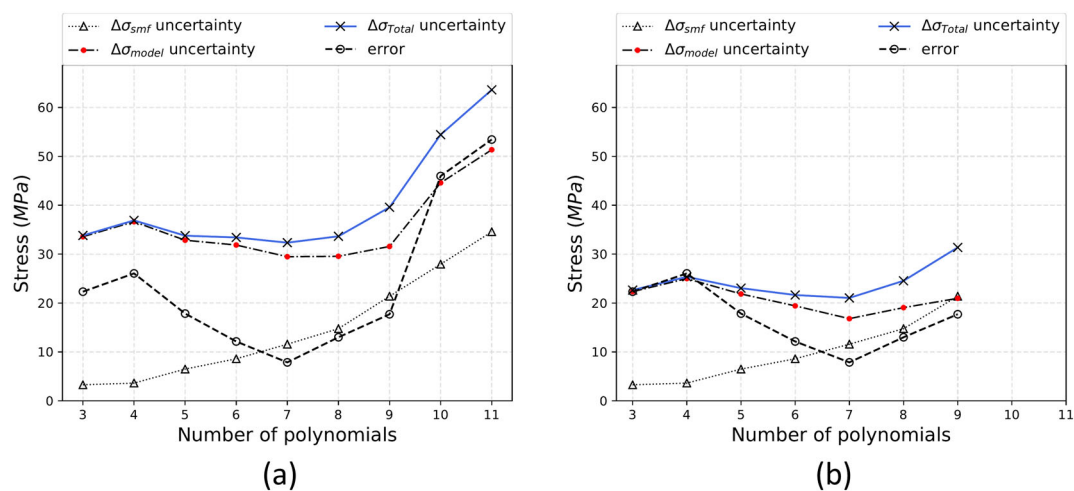 Δσsmf uncertainty
Δσmodel uncertainty
ΔσTotal uncertainty
error
60
50
40
30
20
10
0
Stress (MPa)
3 4 5 6 7 8 9 10 11
Number of polynomials
(a)
Δσsmf uncertainty
Δσmodel uncertainty
ΔσTotal uncertainty
error
60
50
40
30
20
10
0
Stress (MPa)
3 4 5 6 7 8 9 10 11
Number of polynomials
(b)